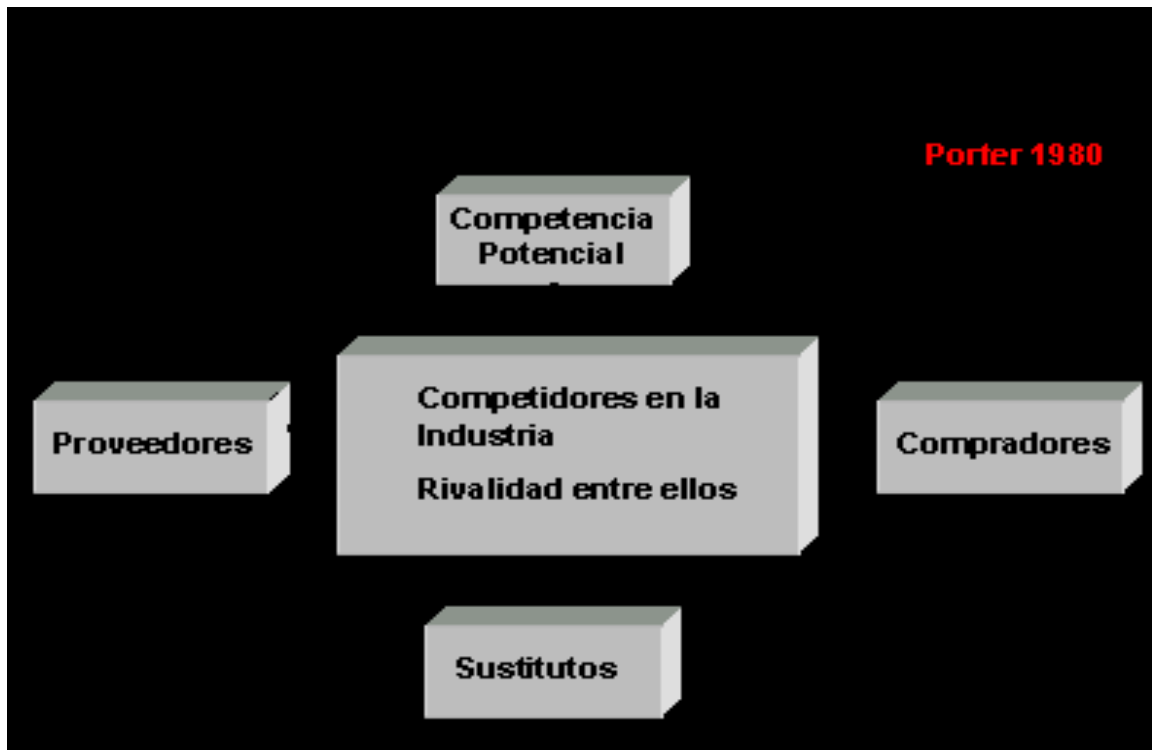 Porter 1980
Competencia
Potencial
Proveedores
Competidores en la
Industria
Rivalidad entre ellos
Compradores
Sustitutos